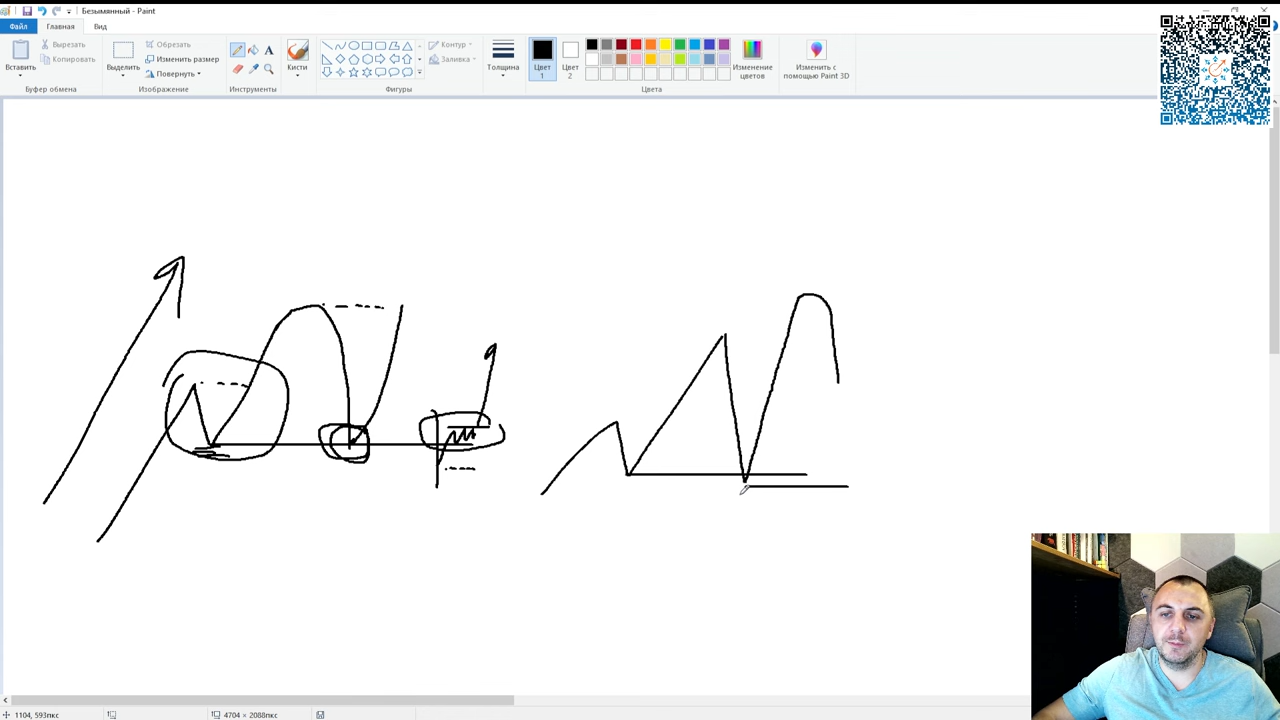 Безымянный - Paint
Файл Главная Вид
Вставить
Вырезать
Копировать
Буфер обмена
Выделить
Обрезать
Изменить размер
Повернуть
Изображение
A
Инструменты
Кисти
Контур
Заливка
Фигуры
Толщина
Цвет 1
Цвет 2
Изменение цветов
Цвета
Изменить с помощью Paint 3D
1104, 593пкс
4704 × 2088пкс